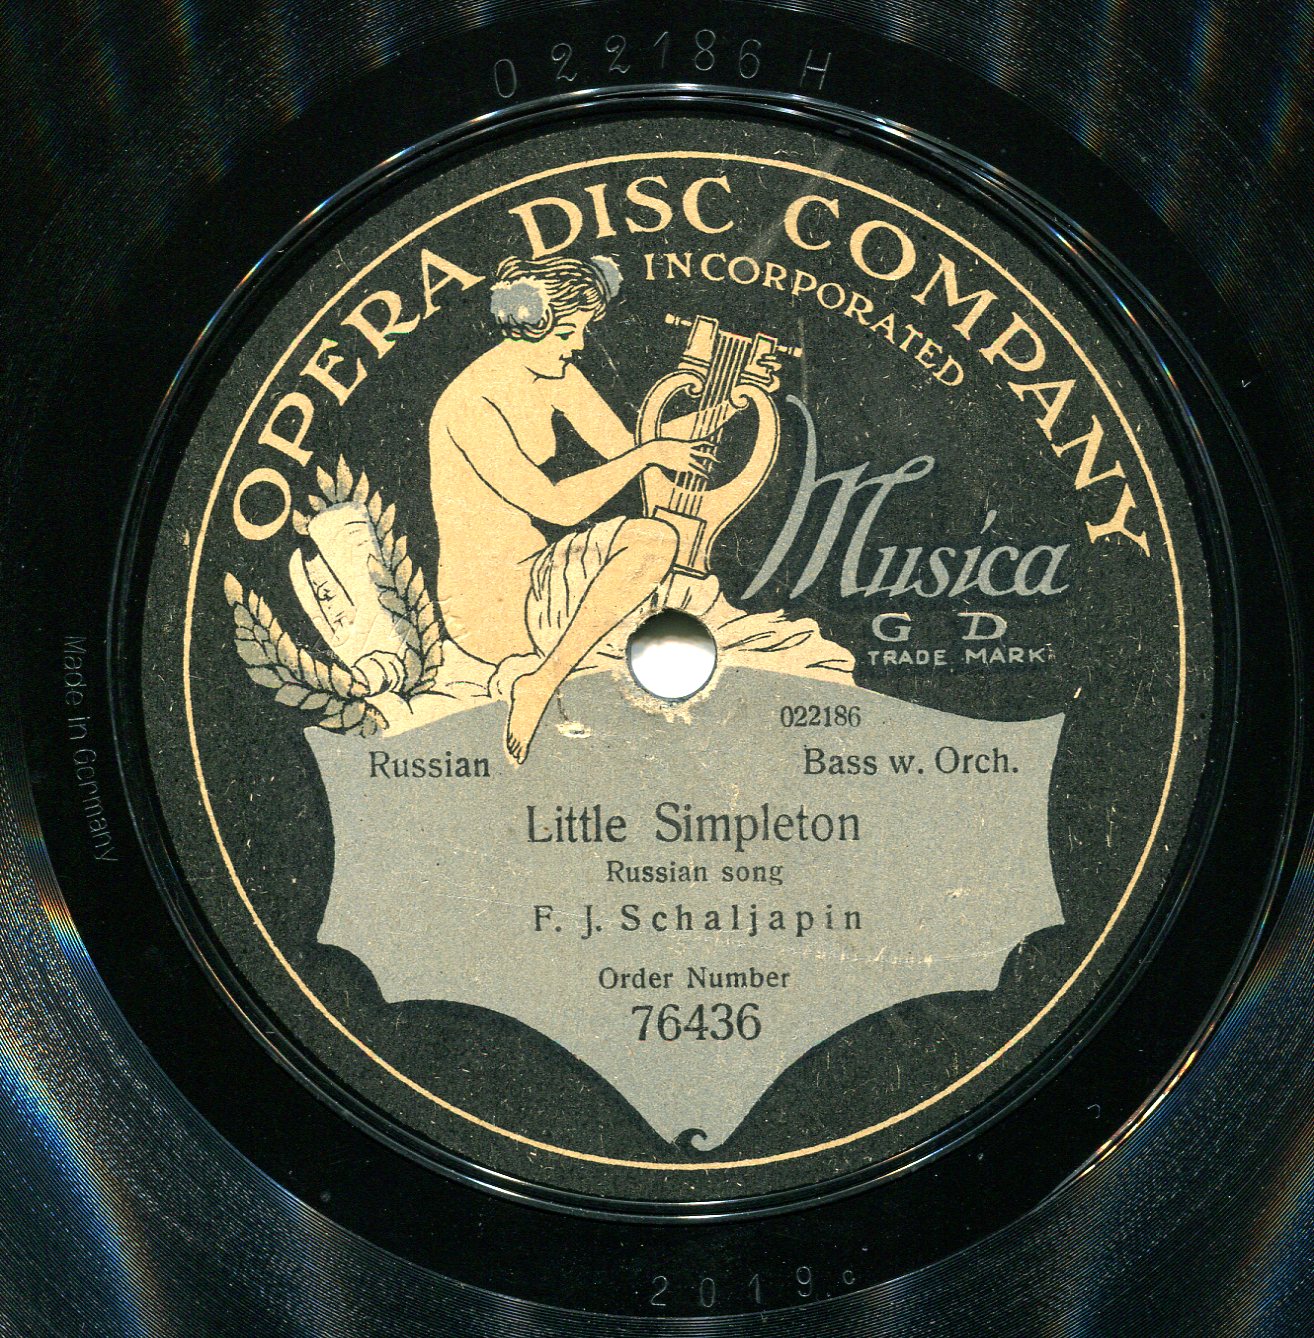 022186 H
OPERA DISC COMPANY
INCORPORATED
Musica
G D
TRADE MARK
Made in Germany
022186
Russian Bass w. Orch.
Little Simpleton
Russian song
F. J. Schaljapin
Order Number
76436
2019c